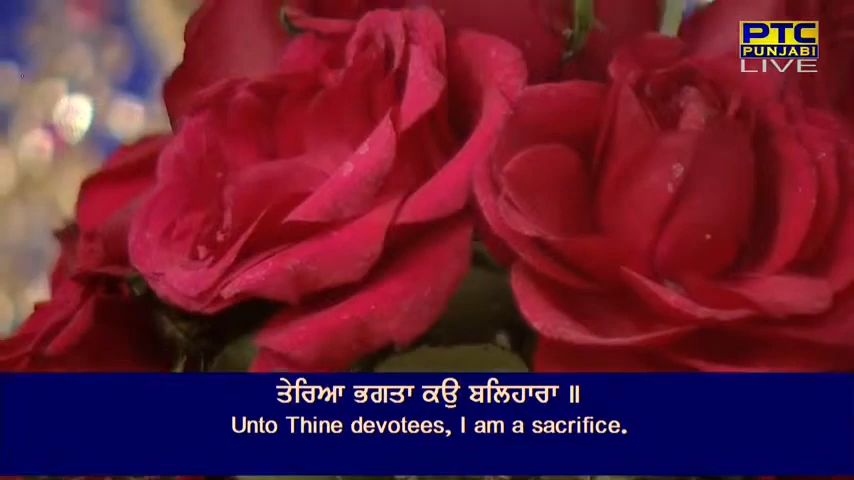 PTC
PUNJABI
LIVE
ਤੇਰਿਆ ਭਗਤਾ ਕਉ ਬਲਿਹਾਰਾ ॥
Unto Thine devotees, I am a sacrifice.